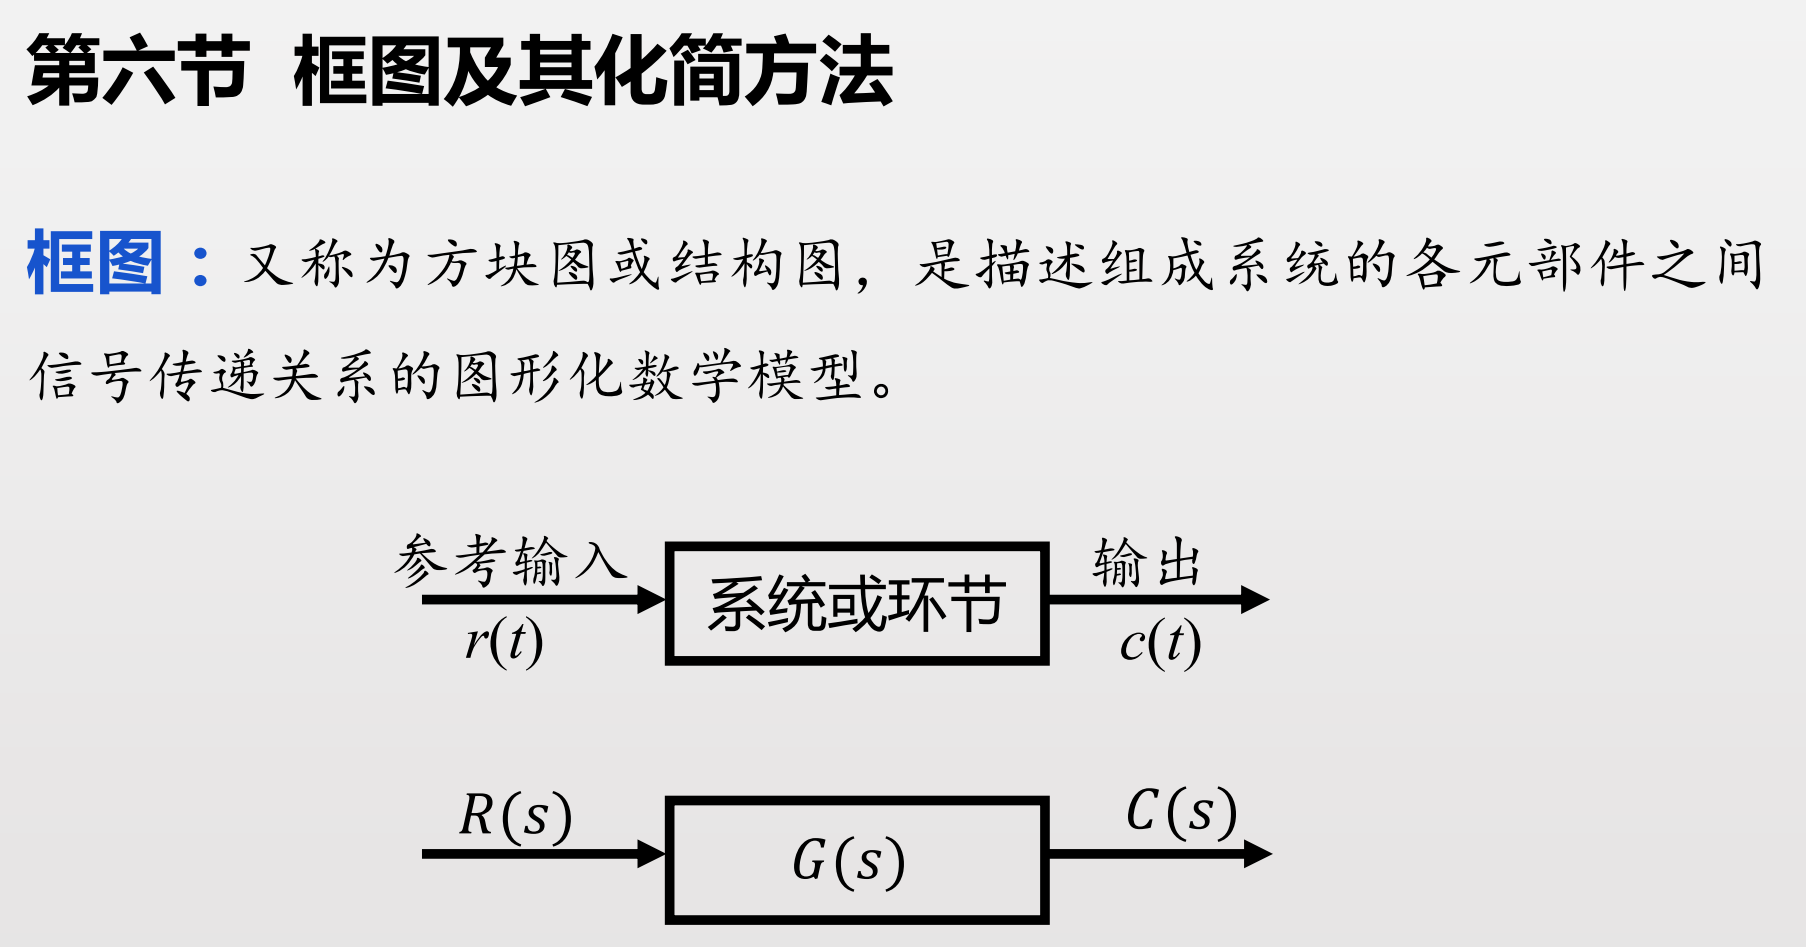 第六节 框图及其化简方法
框图：又称为方块图或结构图，是描述组成系统的各元部件之间
信号传递关系的图形化数学模型。
参考输入
系统或环节
输出
r(t)
c(t)
R(s)
C(s)
G(s)